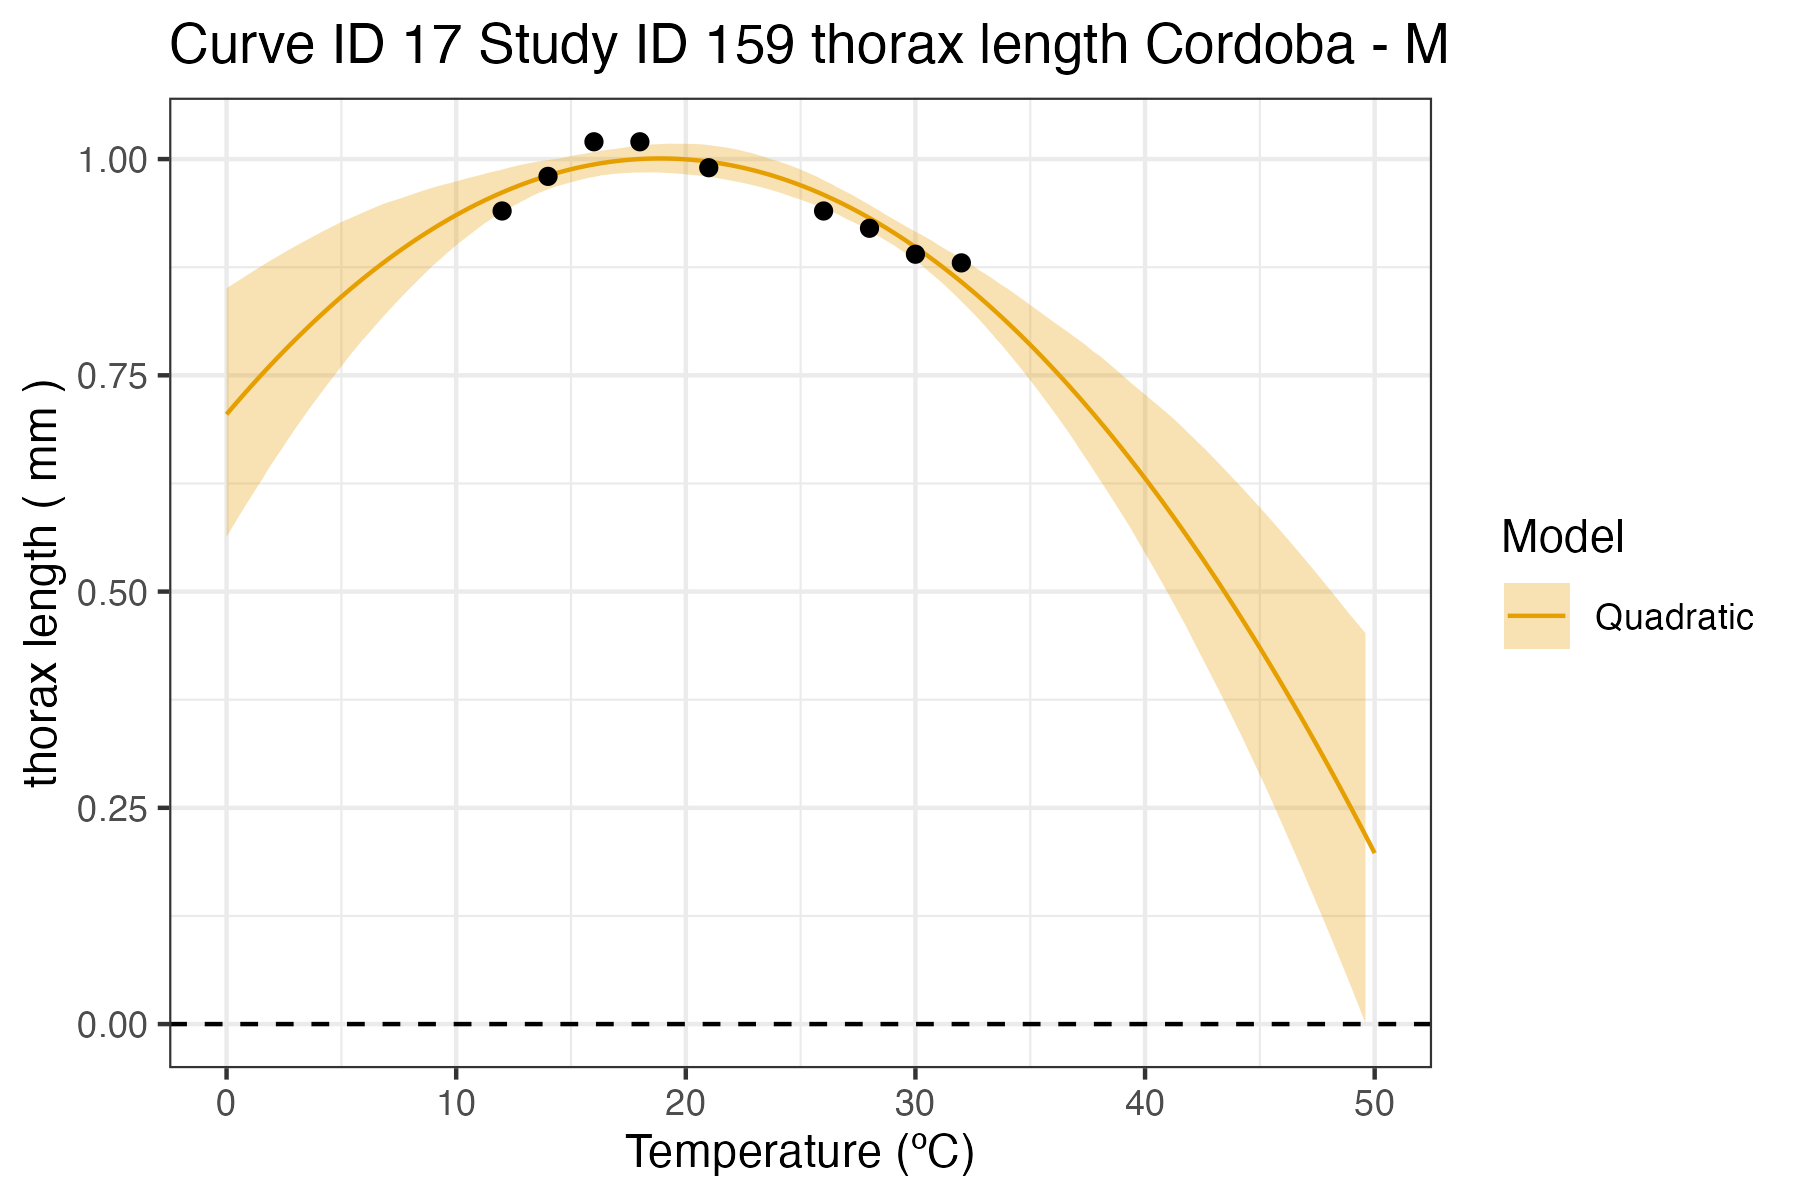 Curve ID 17 Study ID 159 thorax length Cordoba - M
thorax length ( mm )
1.00
0.75
0.50
0.25
0.00
0 10 20 30 40 50
Temperature (ºC)
Model
Quadratic